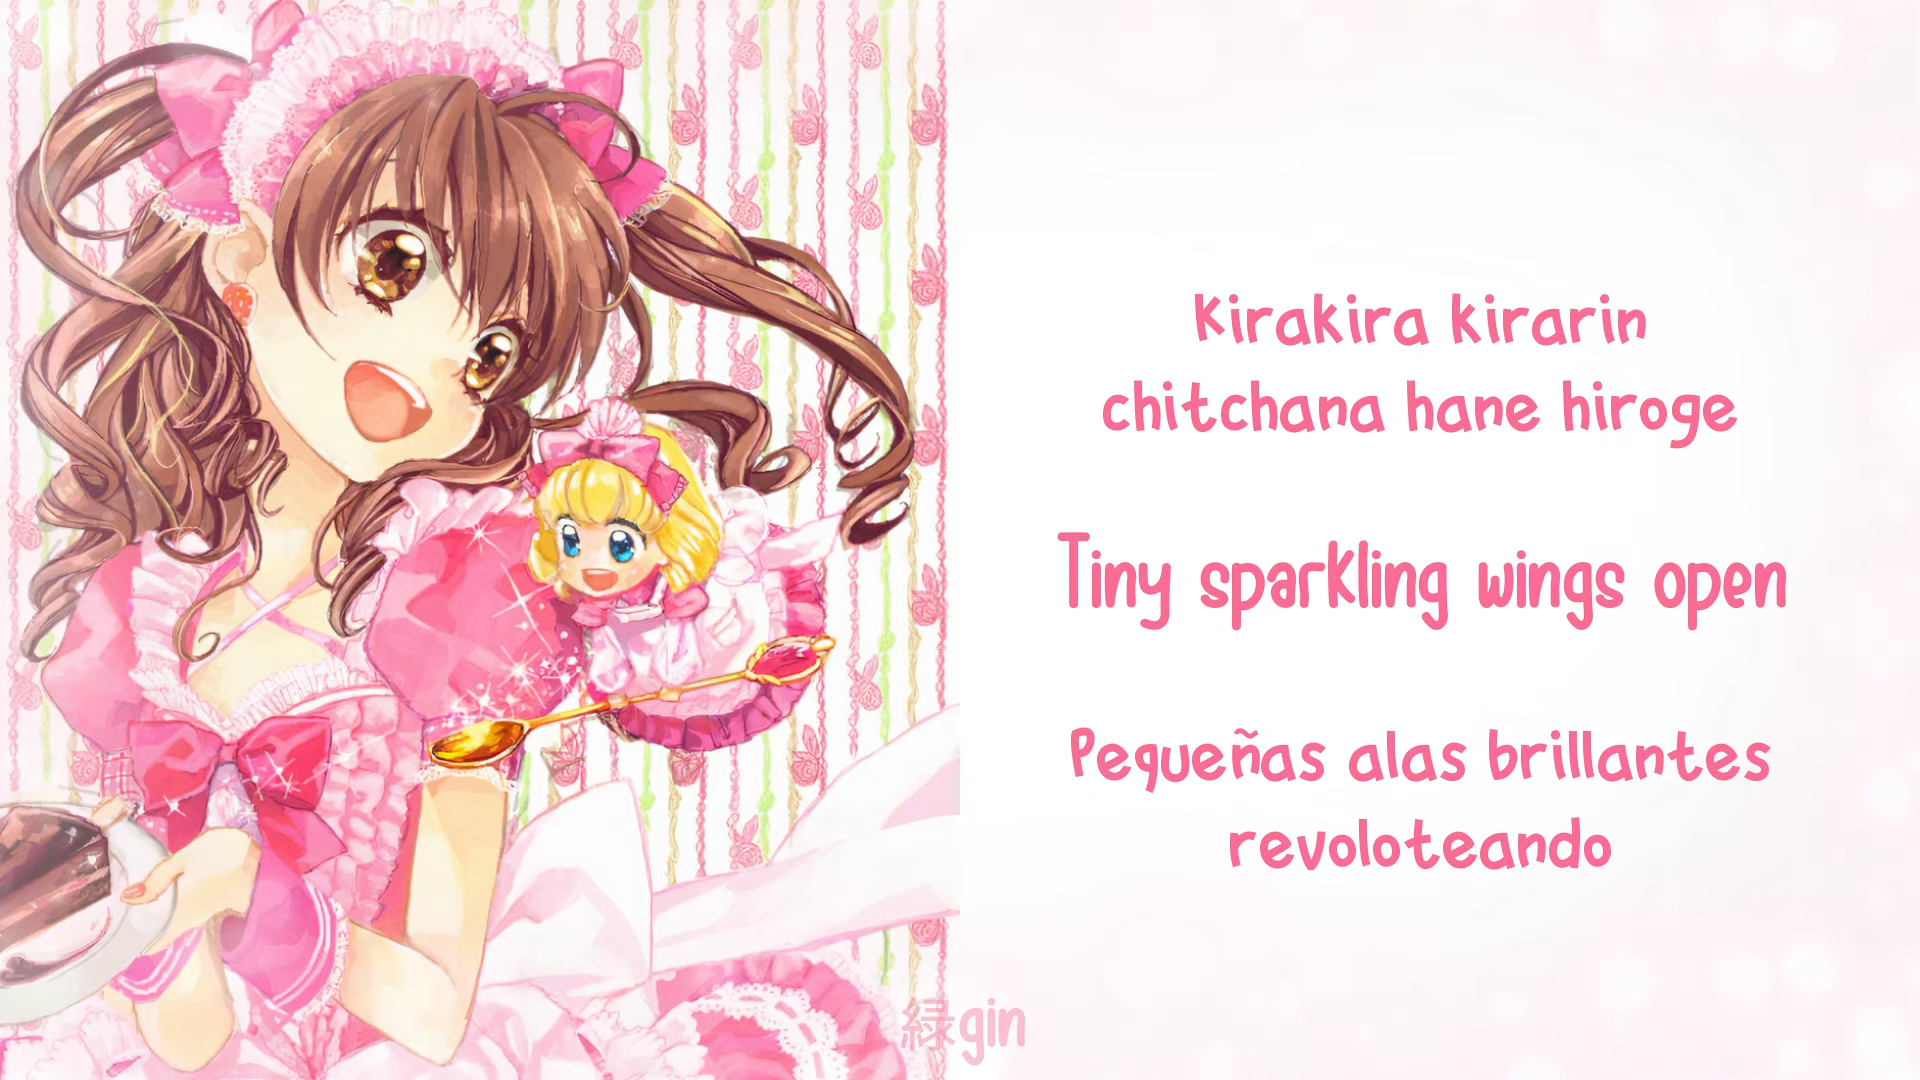 Kirakira kirarin
chitchana hane hiroge
Tiny sparkling wings open
Pequeñas alas brillantes
revoloteando
緑gin